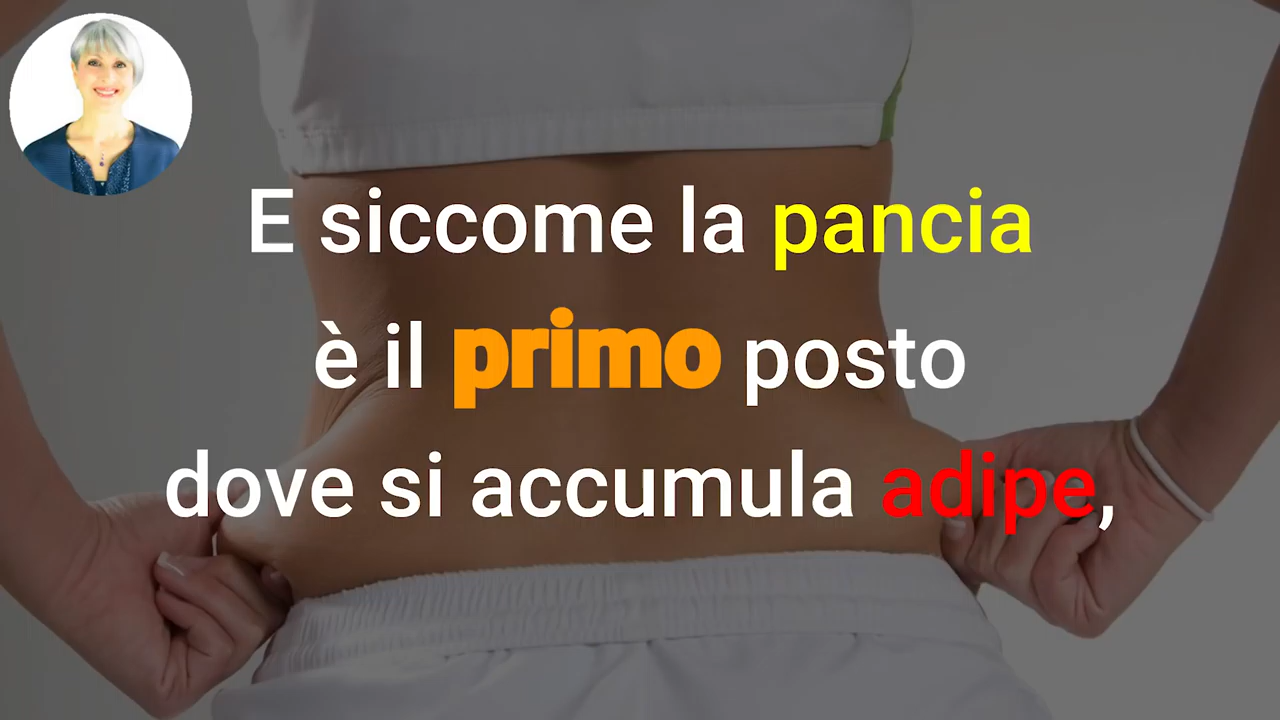 E siccome la pancia
è il primo posto
dove si accumula adipe,